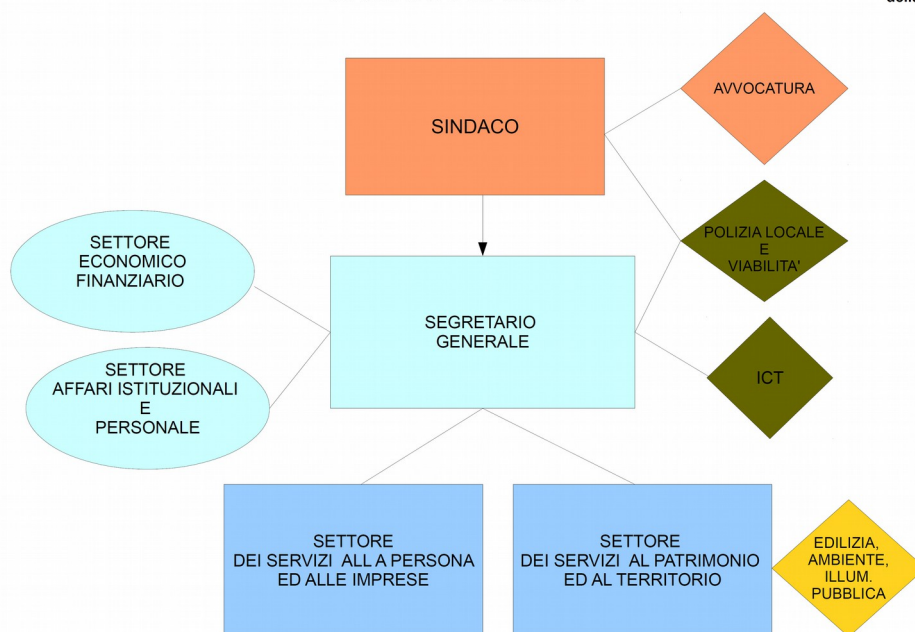 AVVOCATURA
SINDACO
POLIZIA LOCALE
E
VIABILITA'
SETTORE
ECONOMICO
FINANZIARIO
SEGRETARIO
GENERALE
SETTORE
AFFARI ISTITUZIONALI
E
PERSONALE
ICT
SETTORE
DEI SERVIZI ALL A PERSONA
ED ALLE IMPRESE
SETTORE
DEI SERVIZI AL PATRIMONIO
ED AL TERRITORIO
EDILIZIA,
AMBIENTE,
ILLUM.
PUBBLICA